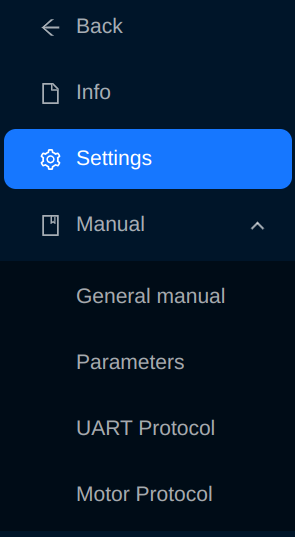 Back
Info
Settings
Manual
General manual
Parameters
UART Protocol
Motor Protocol